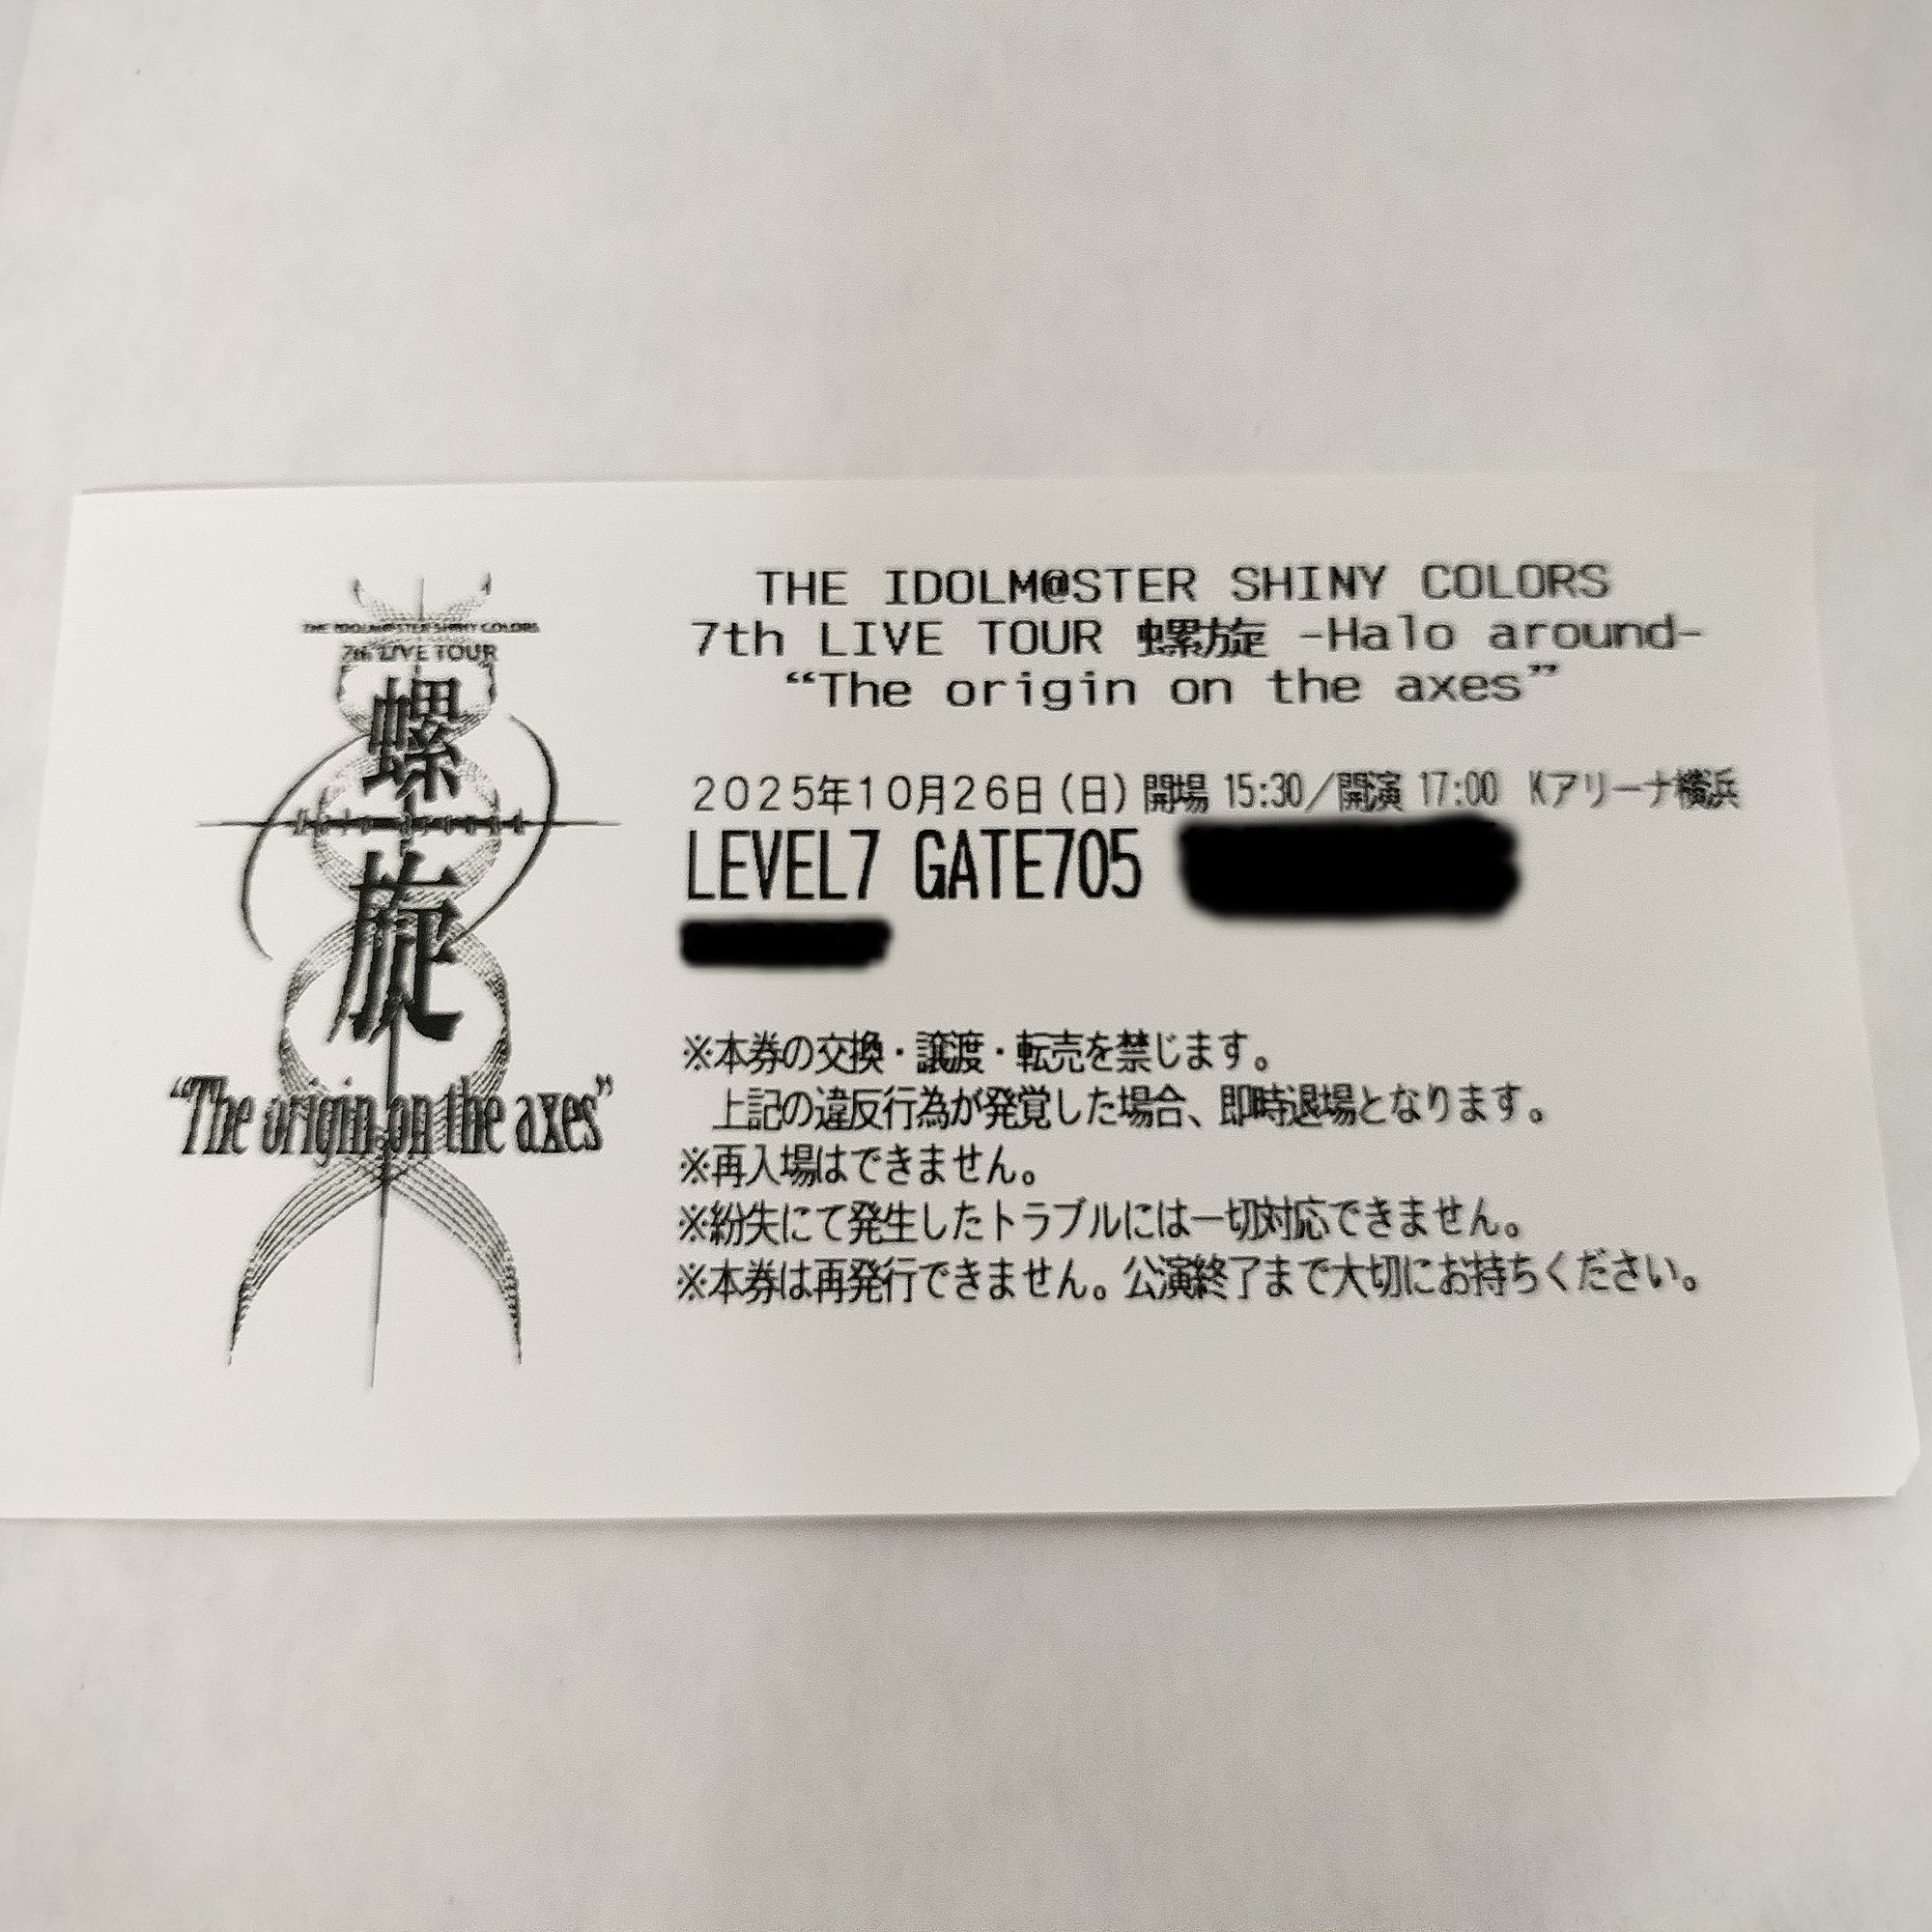 THE IDOLM@STER SHINY COLORS
7th LIVE TOUR
螺旋
"The origin on the axes"
THE IDOLM@STER SHINY COLORS
7th LIVE TOUR 螺旋 -Halo around-
“The origin on the axes”
2025年10月26日(日) 開場 15:30/開演 17:00 Kアリーナ横浜
LEVEL7 GATE705
※本券の交換・譲渡・転売を禁じます。
上記の違反行為が発覚した場合、即時退場となります。
※再入場はできません。
※紛失にて発生したトラブルには一切対応できません。
※本券は再発行できません。公演終了まで大切にお持ちください。